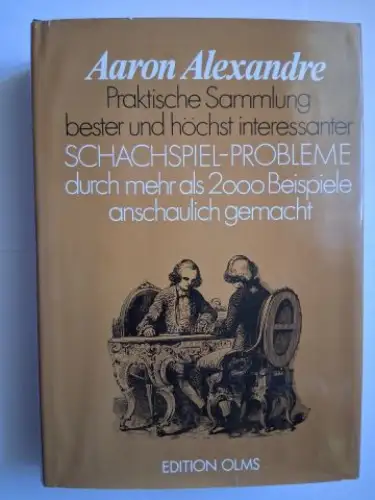 Aaron Alexandre
Praktische Sammlung
bester und höchst interessanter
SCHACHSPIEL-PROBLEME
durch mehr als 2000 Beispiele
anschaulich gemacht
EDITION OLMS